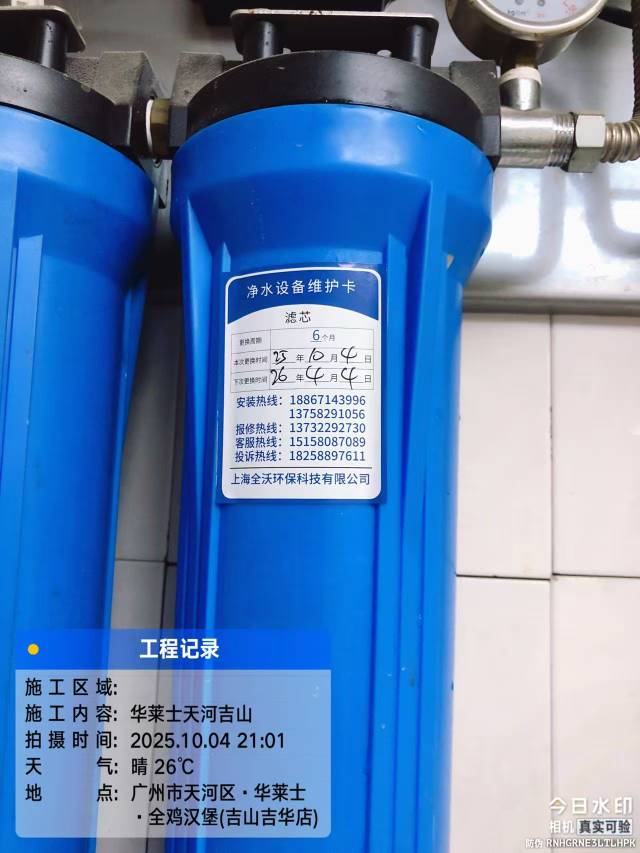 kg/cm²
净水设备维护卡
滤芯
更换周期 6个月
本次更换时间 25年10月4日
下次更换时间 26年4月4日
安装热线：18867143996
13758291056
报修热线：13732292730
客服热线：15158087089
投诉热线：18258897611
上海全沃环保科技有限公司
工程记录
施工区域：
施工内容：华莱士天河吉山
拍摄时间：2025.10.04 21:01
天气：晴 26℃
地点：广州市天河区·华莱士
·全鸡汉堡(吉山吉华店)
今日水印
相机 真实可验
防伪 RNHGRNE3LTLHPK